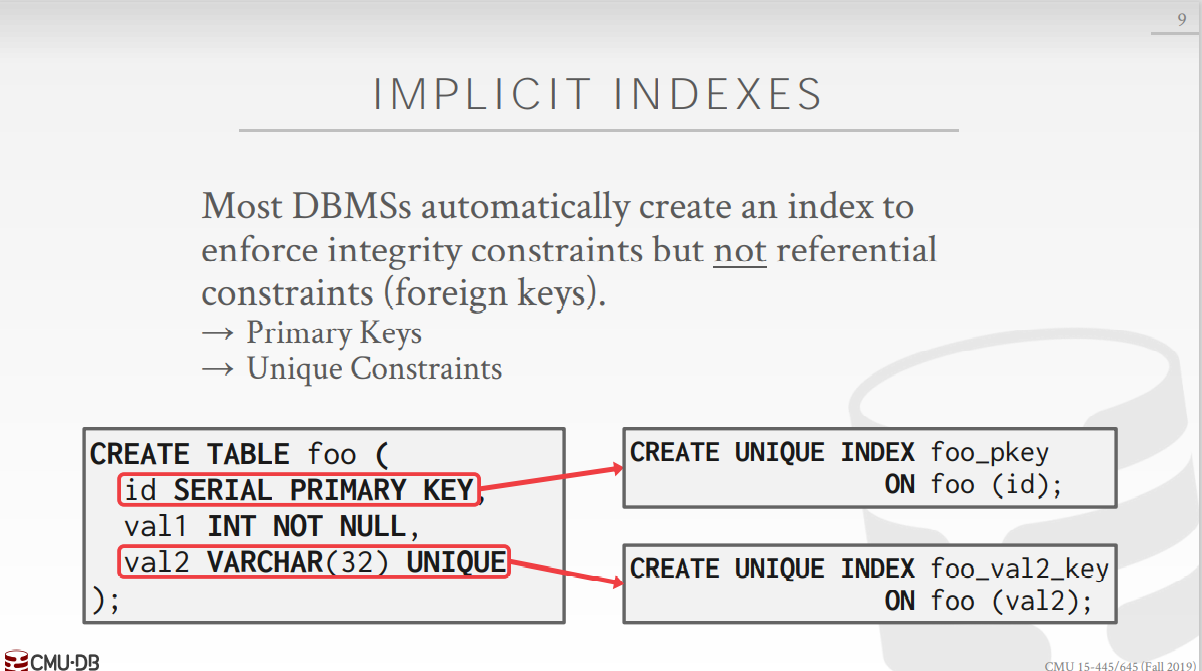 9
IMPLICIT INDEXES
Most DBMSs automatically create an index to
enforce integrity constraints but not referential
constraints (foreign keys).
→ Primary Keys
→ Unique Constraints
CREATE TABLE foo (
id SERIAL PRIMARY KEY,
val1 INT NOT NULL,
val2 VARCHAR(32) UNIQUE
);
CREATE UNIQUE INDEX foo_pkey
ON foo (id);
CREATE UNIQUE INDEX foo_val2_key
ON foo (val2);
CMU·DB
CMU 15-445/645 (Fall 2019)